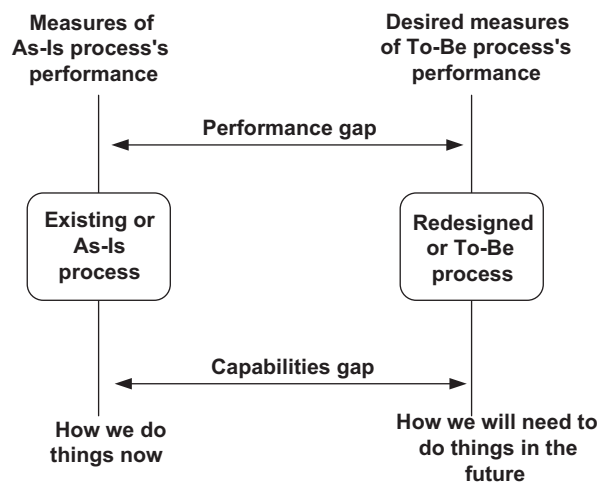 Measures of
As-Is process's
performance
Desired measures
of To-Be process's
performance
Performance gap
Existing or
As-Is
process
Redesigned
or To-Be
process
Capabilities gap
How we do
things now
How we will need to
do things in the
future